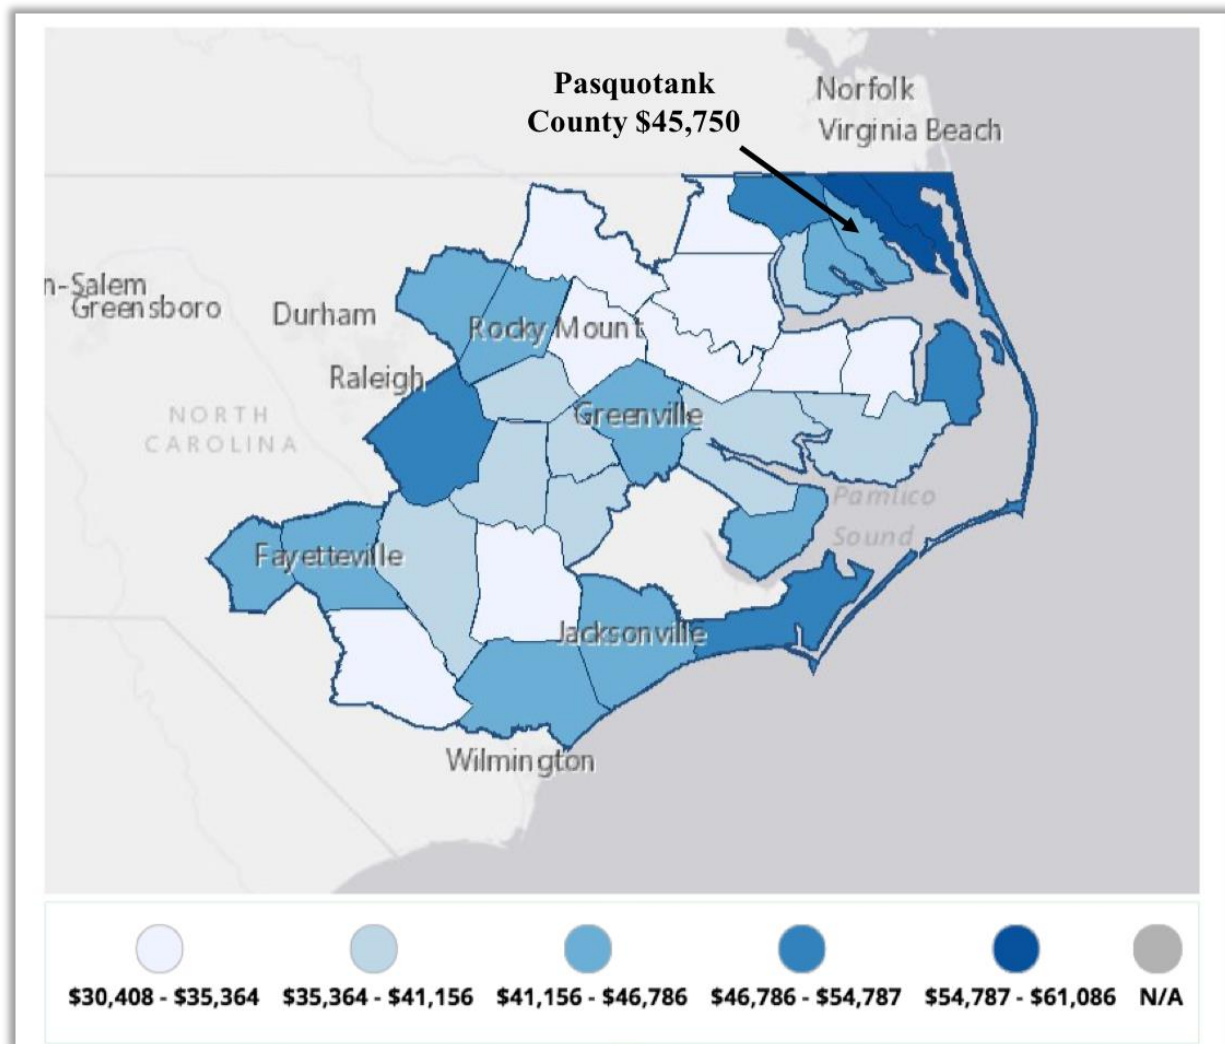 Pasquotank
County $45,750
Norfolk
Virginia Beach
n-Salem
Greensboro
Durham
Rocky Mount
Raleigh
NORTH
CAROLINA
Greenville
Pamlico
Sound
Fayetteville
Jacksonville
Wilmington
$30,408 - $35,364
$35,364 - $41,156
$41,156 - $46,786
$46,786 - $54,787
$54,787 - $61,086
N/A